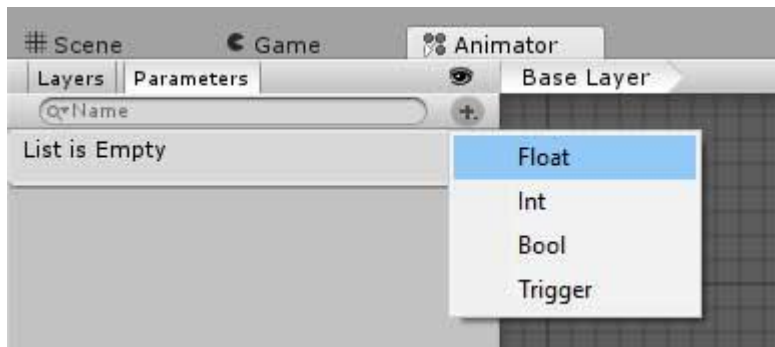 Scene Game Animator
Layers Parameters Base Layer
Name
List is Empty
Float
Int
Bool
Trigger